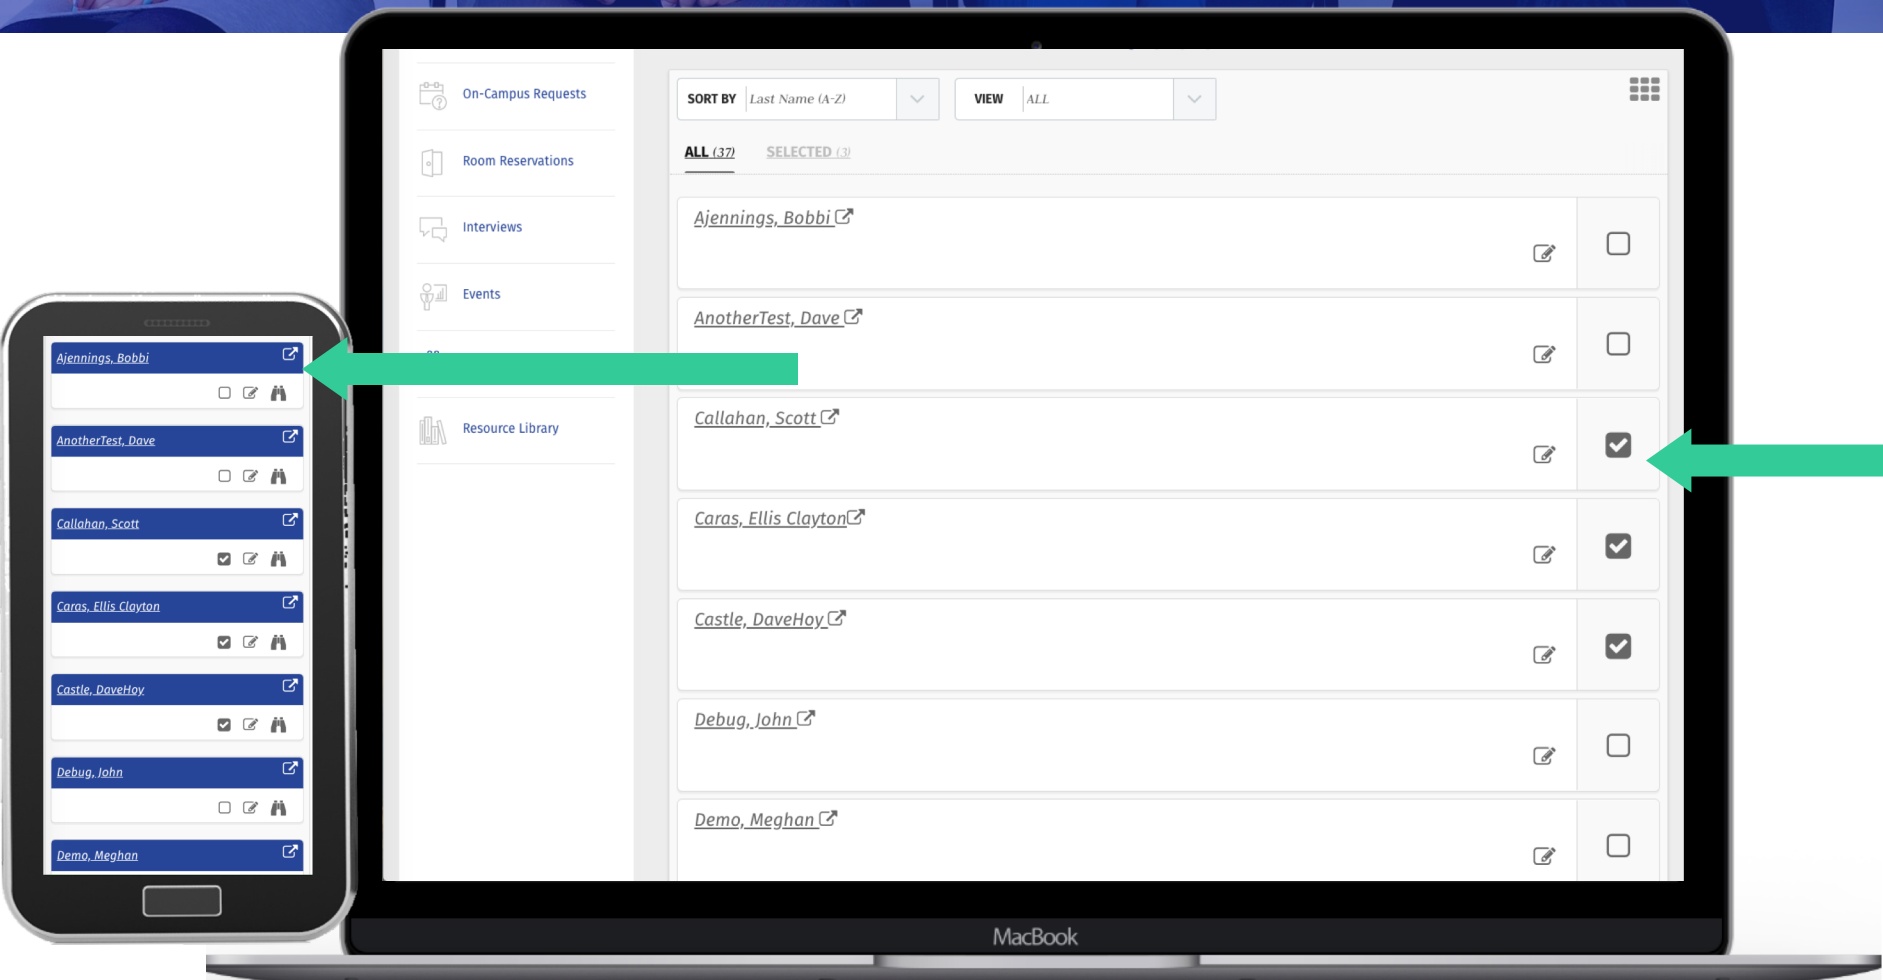 On-Campus Requests
Room Reservations
Interviews
Events
Resource Library
SORT BY Last Name (A-Z)
VIEW ALL
ALL (37) SELECTED (3)
Ajennings, Bobbi
AnotherTest, Dave
Callahan, Scott
Caras, Ellis Clayton
Castle, DaveHoy
Debug, John
Demo, Meghan
MacBook
Ajennings, Bobbi
AnotherTest, Dave
Callahan, Scott
Caras, Ellis Clayton
Castle, DaveHoy
Debug, John
Demo, Meghan